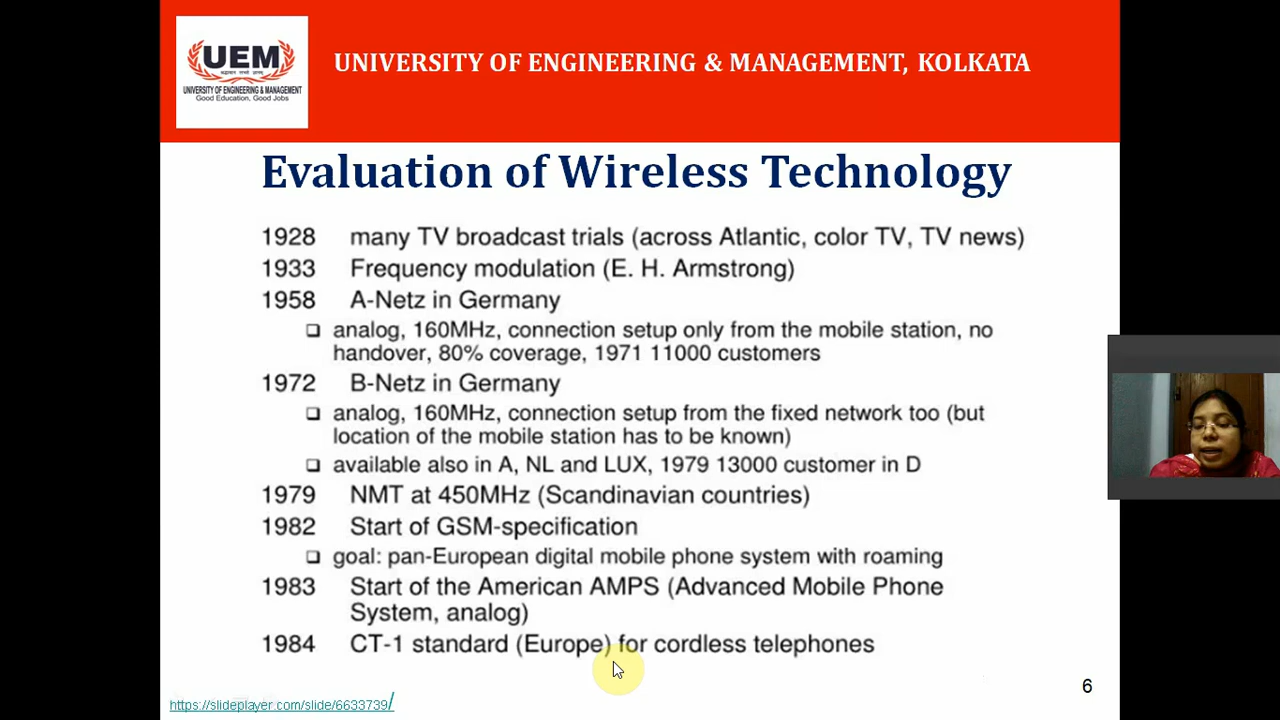 UEM
UNIVERSITY OF ENGINEERING & MANAGEMENT
Good Education, Good Jobs
UNIVERSITY OF ENGINEERING & MANAGEMENT, KOLKATA
Evaluation of Wireless Technology
1928 many TV broadcast trials (across Atlantic, color TV, TV news)
1933 Frequency modulation (E. H. Armstrong)
1958 A-Netz in Germany
❑ analog, 160MHz, connection setup only from the mobile station, no
handover, 80% coverage, 1971 11000 customers
1972 B-Netz in Germany
❑ analog, 160MHz, connection setup from the fixed network too (but
location of the mobile station has to be known)
❑ available also in A, NL and LUX, 1979 13000 customer in D
1979 NMT at 450MHz (Scandinavian countries)
1982 Start of GSM-specification
❑ goal: pan-European digital mobile phone system with roaming
1983 Start of the American AMPS (Advanced Mobile Phone
System, analog)
1984 CT-1 standard (Europe) for cordless telephones
6
https://slideplayer.com/slide/6633739/